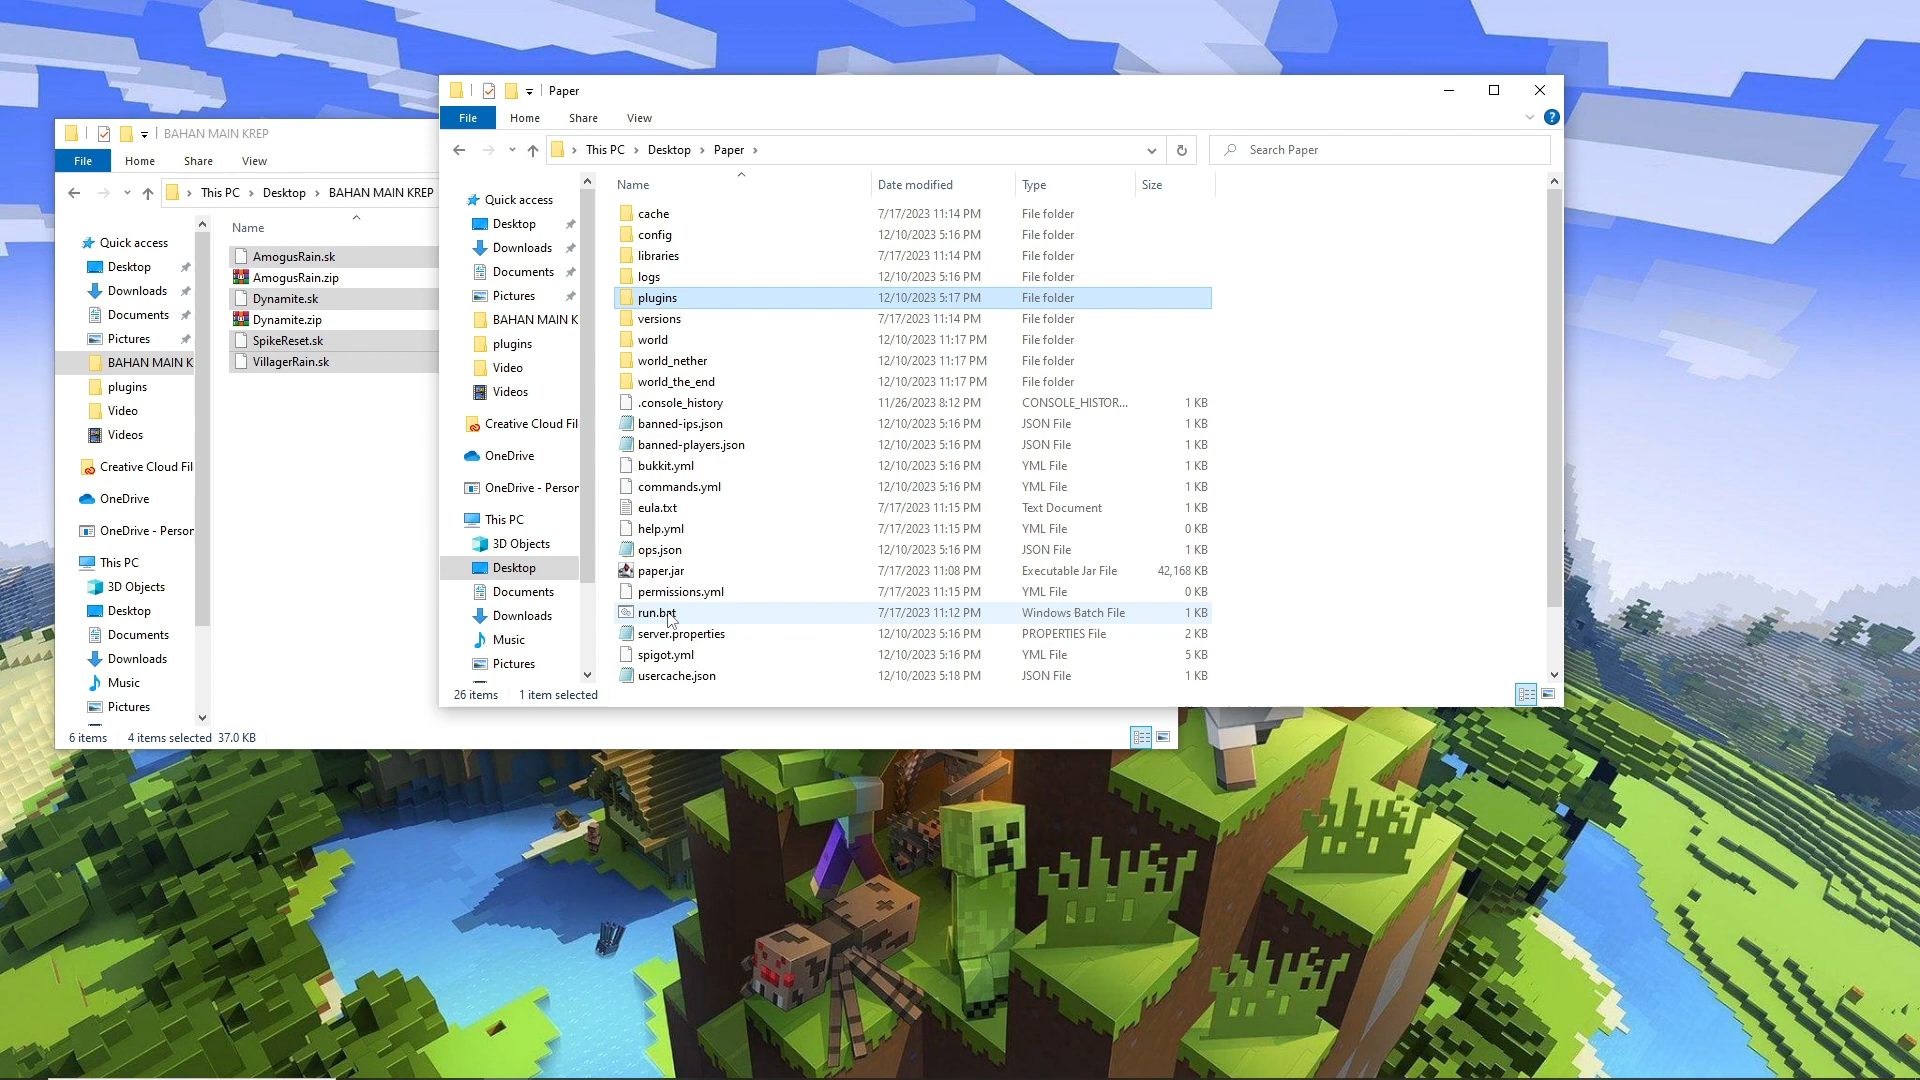 BAHAN MAIN KREP
File Home Share View
This PC Desktop BAHAN MAIN KREP
Quick access
Desktop
Downloads
Documents
Pictures
BAHAN MAIN K
plugins
Video
Videos
Creative Cloud Fil
OneDrive
OneDrive - Person
This PC
3D Objects
Desktop
Documents
Downloads
Music
Pictures
Name
AmogusRain.sk
AmogusRain.zip
Dynamite.sk
Dynamite.zip
SpikeReset.sk
VillagerRain.sk
6 items 4 items selected 37.0 KB
Paper
File Home Share View
This PC Desktop Paper
Search Paper
Quick access
Desktop
Downloads
Documents
Pictures
BAHAN MAIN K
plugins
Video
Videos
Creative Cloud Fil
OneDrive
OneDrive - Person
This PC
3D Objects
Desktop
Documents
Downloads
Music
Pictures
Name Date modified Type Size
cache 7/17/2023 11:14 PM File folder
config 12/10/2023 5:16 PM File folder
libraries 7/17/2023 11:14 PM File folder
logs 12/10/2023 5:16 PM File folder
plugins 12/10/2023 5:17 PM File folder
versions 7/17/2023 11:14 PM File folder
world 12/10/2023 11:17 PM File folder
world_nether 12/10/2023 11:17 PM File folder
world_the_end 12/10/2023 11:17 PM File folder
.console_history 11/26/2023 8:12 PM CONSOLE_HISTOR... 1 KB
banned-ips.json 12/10/2023 5:16 PM JSON File 1 KB
banned-players.json 12/10/2023 5:16 PM JSON File 1 KB
bukkit.yml 12/10/2023 5:16 PM YML File 1 KB
commands.yml 12/10/2023 5:16 PM YML File 1 KB
eula.txt 7/17/2023 11:15 PM Text Document 1 KB
help.yml 7/17/2023 11:15 PM YML File 0 KB
ops.json 12/10/2023 5:16 PM JSON File 1 KB
paper.jar 7/17/2023 11:08 PM Executable Jar File 42,168 KB
permissions.yml 7/17/2023 11:15 PM YML File 0 KB
run.bat 7/17/2023 11:12 PM Windows Batch File 1 KB
server.properties 12/10/2023 5:16 PM PROPERTIES File 2 KB
spigot.yml 12/10/2023 5:16 PM YML File 5 KB
usercache.json 12/10/2023 5:18 PM JSON File 1 KB
26 items 1 item selected